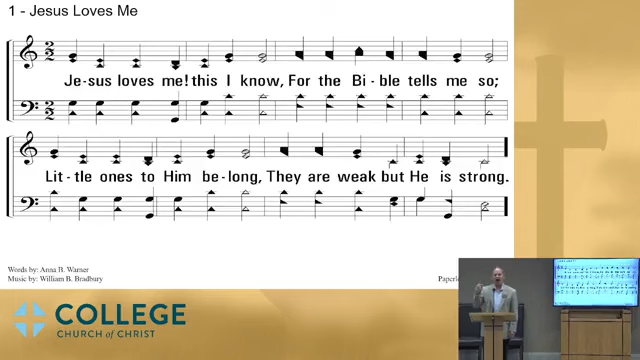 1 - Jesus Loves Me
Je-sus loves me! this I know, For the Bi-ble tells me so;
Lit-tle ones to Him be-long, They are weak but He is strong.
Words by: Anna B. Warner
Music by: William B. Bradbury
COLLEGE
CHURCH of CHRIST